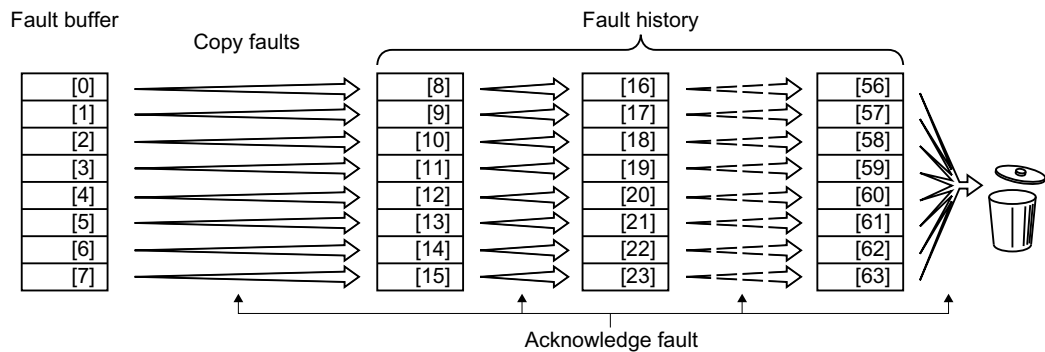 Fault buffer
Fault history
Copy faults
[0] [8] [16] [56]
[1] [9] [17] [57]
[2] [10] [18] [58]
[3] [11] [19] [59]
[4] [12] [20] [60]
[5] [13] [21] [61]
[6] [14] [22] [62]
[7] [15] [23] [63]
Acknowledge fault